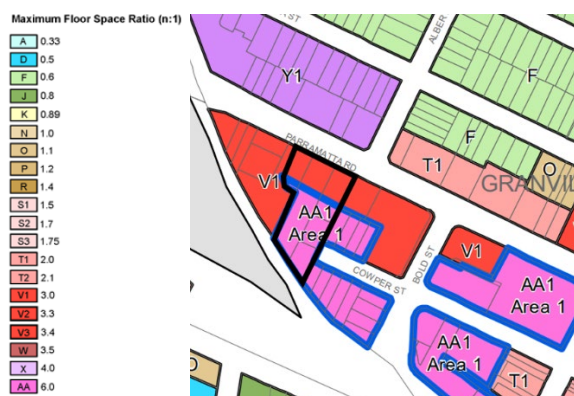 Maximum Floor Space Ratio (n:1)
A 0.33
D 0.5
F 0.6
J 0.8
K 0.89
N 1.0
O 1.1
P 1.2
R 1.4
S1 1.5
S2 1.7
S3 1.75
T1 2.0
T2 2.1
V1 3.0
V2 3.3
V3 3.4
W 3.5
X 4.0
AA 6.0
ST
ALBER
Y1
F
F
PARRAMATTA RD
T1
O
GRANVIL
V1
AA1
Area 1
COWPER ST
BOLD ST
V1
AA1
Area 1
AA1
Area 1
T1
O